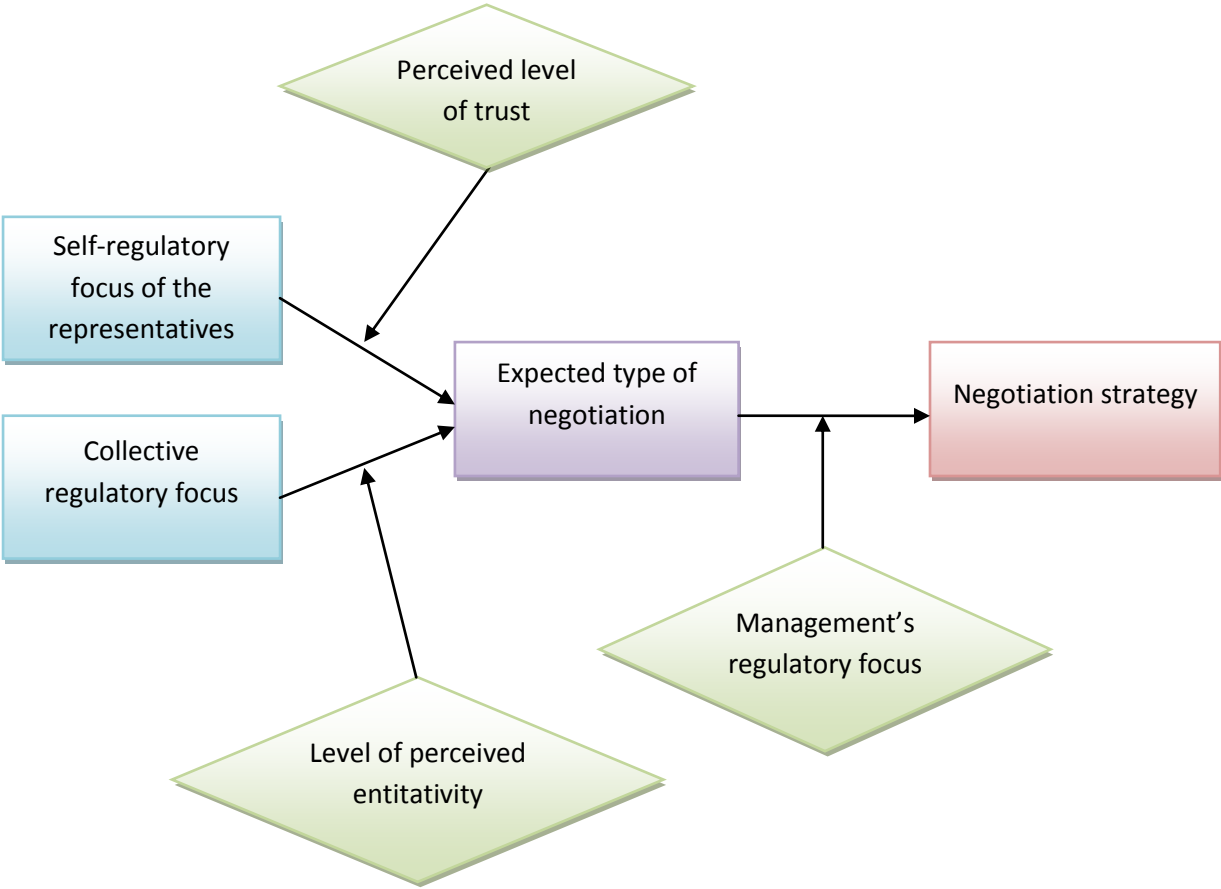 Perceived level
of trust
Self-regulatory
focus of the
representatives
Expected type of
negotiation
Negotiation strategy
Collective
regulatory focus
Management’s
regulatory focus
Level of perceived
entitativity